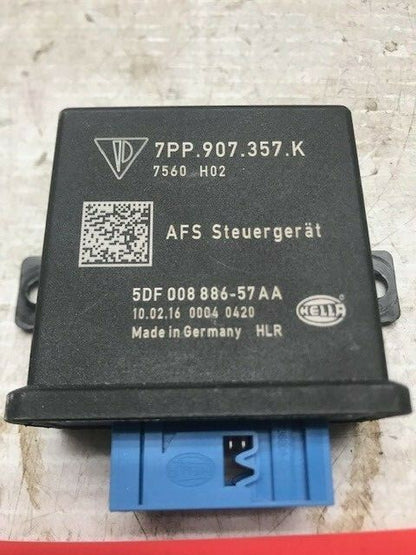 7PP.907.357.K
7560 H02
AFS Steuergerät
5DF 008 886-57AA
10.02.16 0004 0420
HELLA
Made in Germany HLR